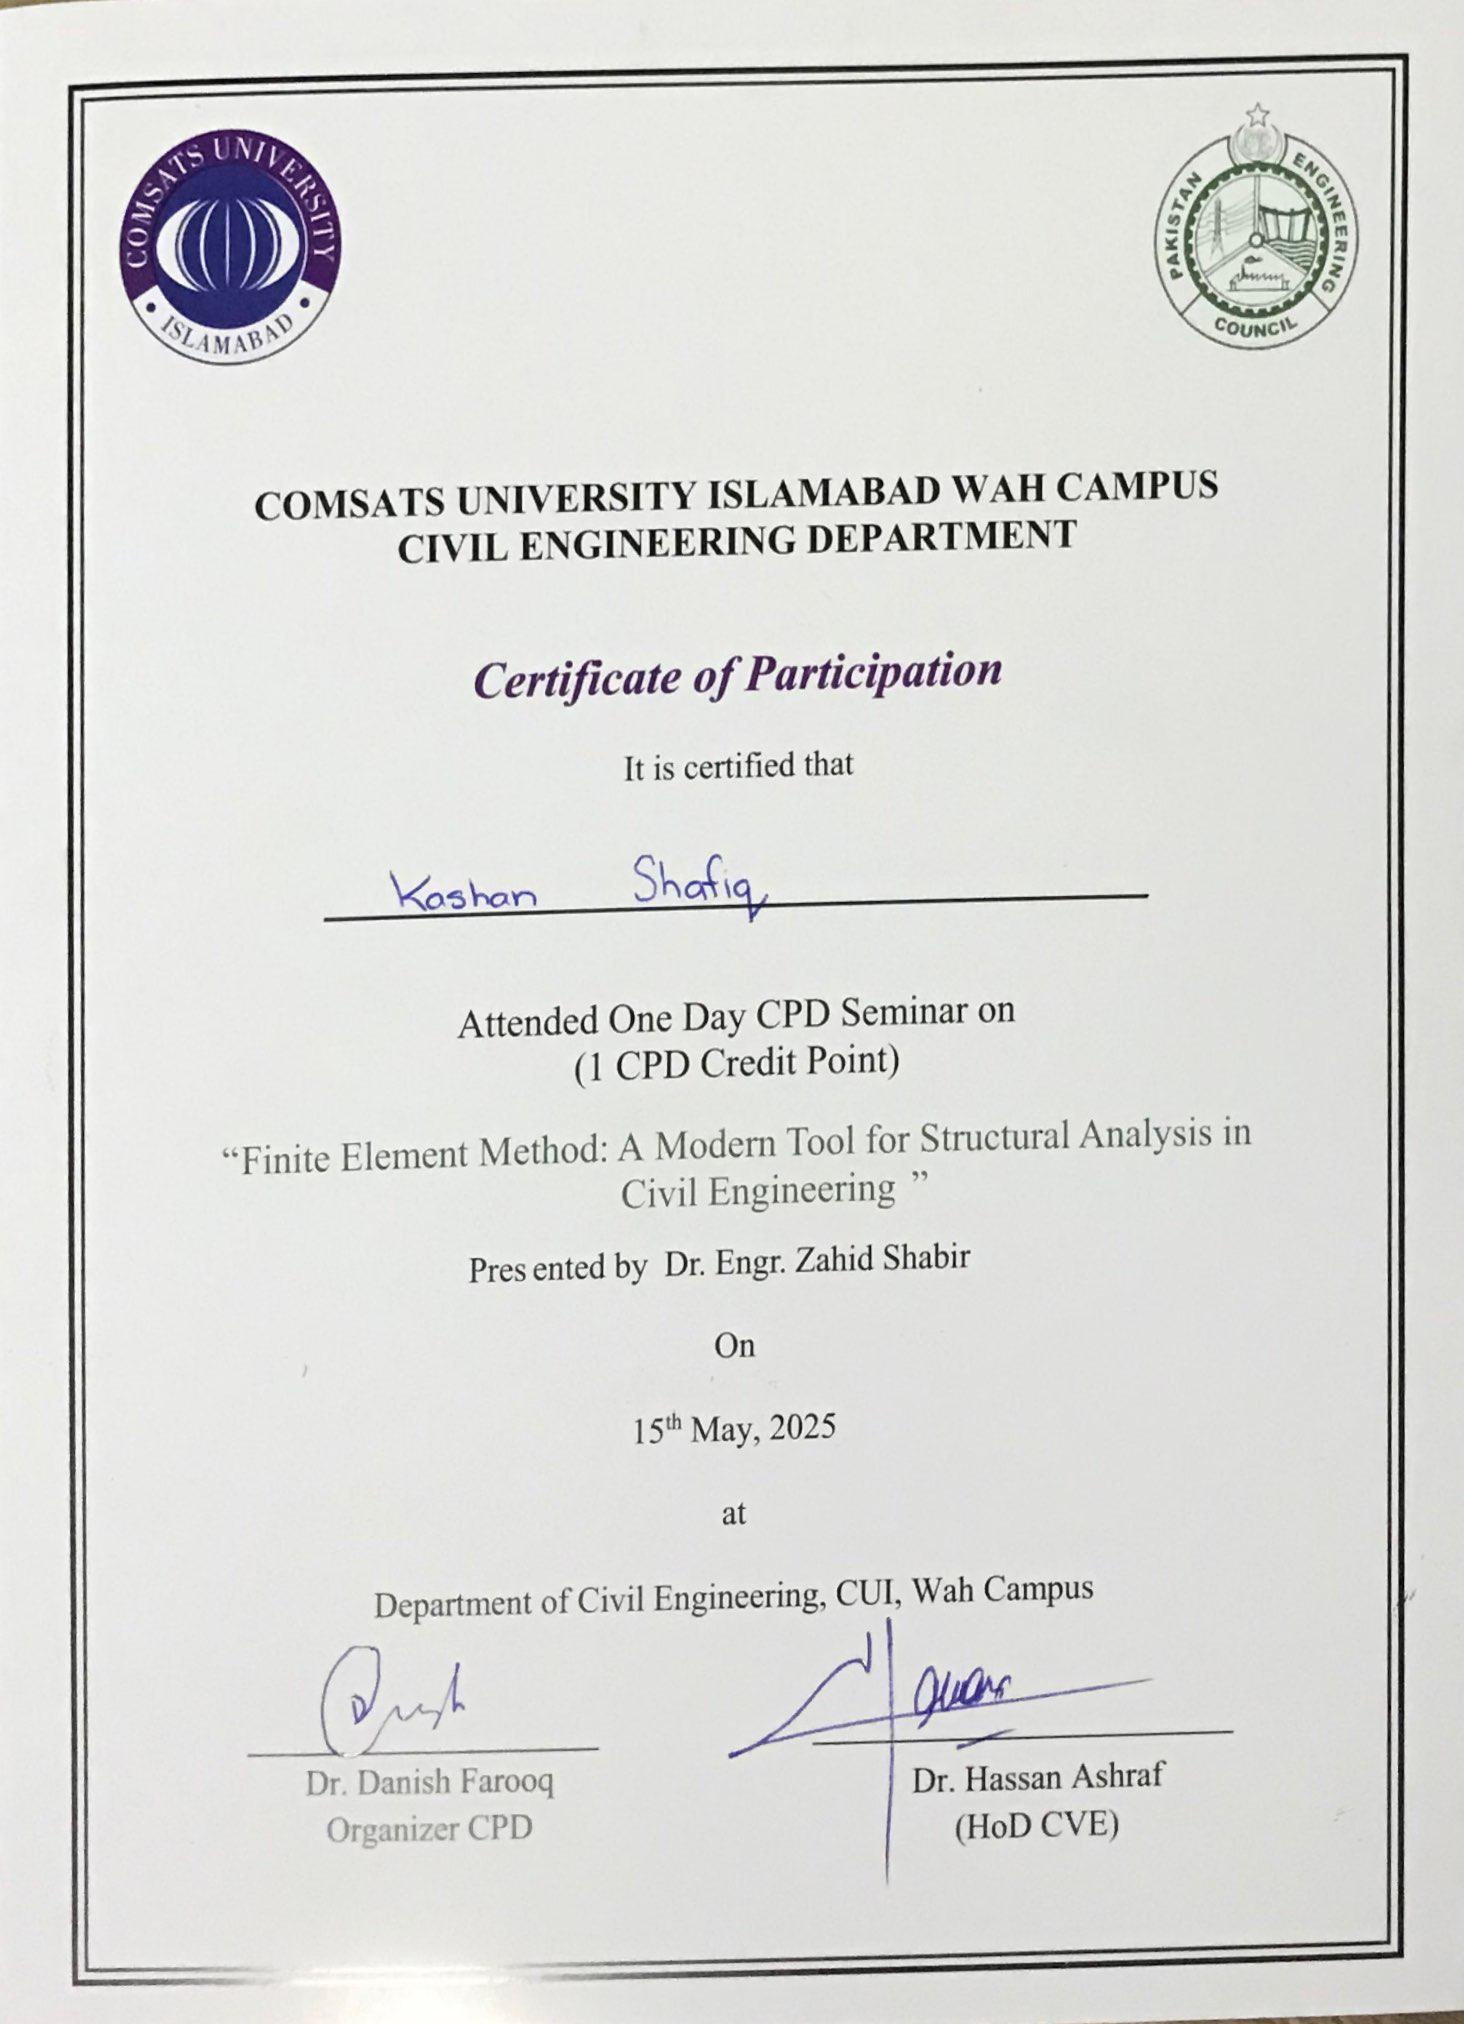 COMSATS UNIVERSITY
ISLAMABAD
PAKISTAN ENGINEERING
COUNCIL
COMSATS UNIVERSITY ISLAMABAD WAH CAMPUS
CIVIL ENGINEERING DEPARTMENT
Certificate of Participation
It is certified that
Kashan Shafiq
Attended One Day CPD Seminar on
(1 CPD Credit Point)
“Finite Element Method: A Modern Tool for Structural Analysis in
Civil Engineering ”
Pres ented by Dr. Engr. Zahid Shabir
On
15th May, 2025
at
Department of Civil Engineering, CUI, Wah Campus
Dr. Danish Farooq
Organizer CPD
Dr. Hassan Ashraf
(HoD CVE)